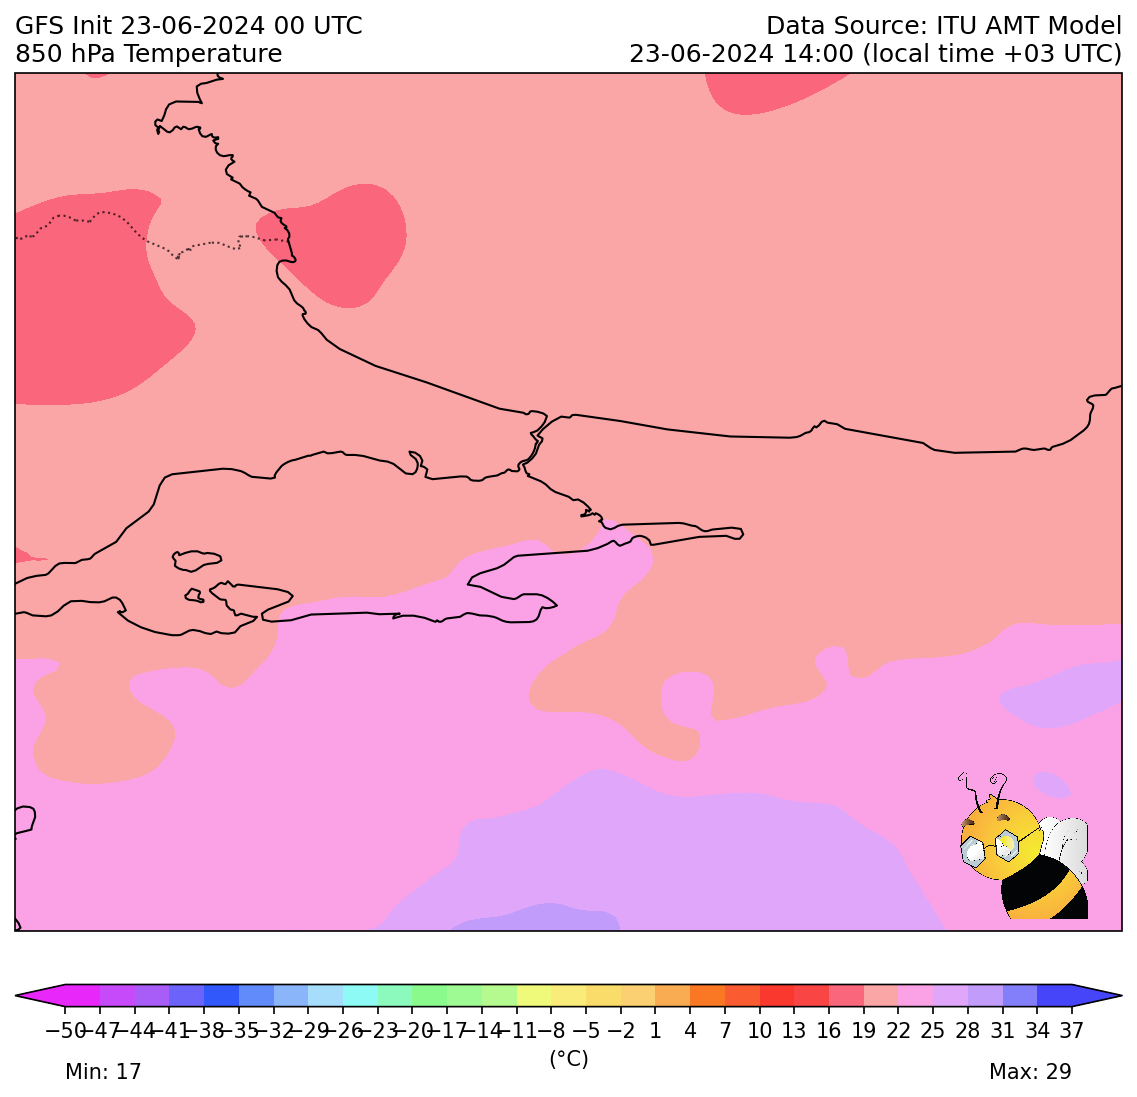 GFS Init 23-06-2024 00 UTC
850 hPa Temperature
Data Source: ITU AMT Model
23-06-2024 14:00 (local time +03 UTC)
−50 −47 −44 −41 −38 −35 −32 −29 −26 −23 −20 −17 −14 −11 −8 −5 −2 1 4 7 10 13 16 19 22 25 28 31 34 37
(°C)
Min: 17
Max: 29